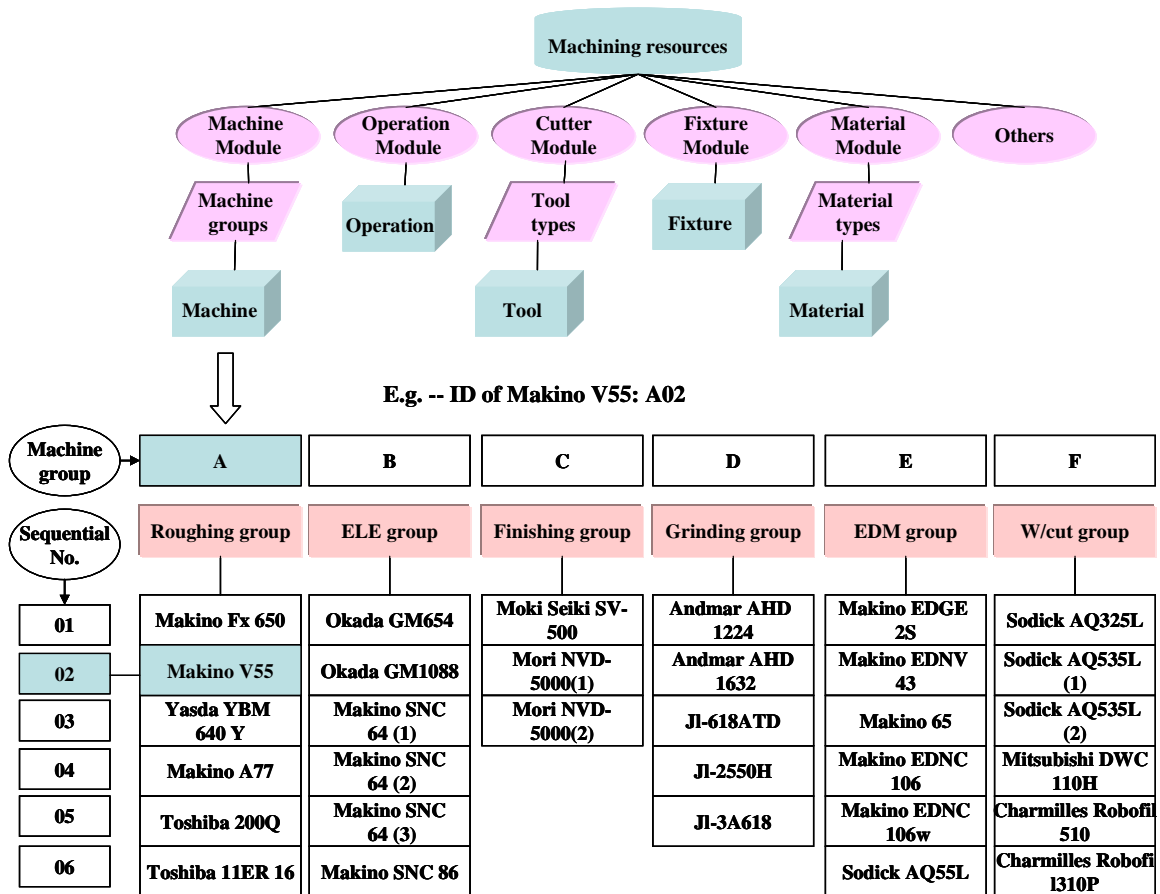 Machining resources
Machine
Module
Operation
Module
Cutter
Module
Fixture
Module
Material
Module
Others
Machine
groups
Operation
Tool
types
Fixture
Material
types
Machine
Tool
Material
E.g. -- ID of Makino V55: A02
Machine
group
A
B
C
D
E
F
Sequential
No.
Roughing group
ELE group
Finishing group
Grinding group
EDM group
W/cut group
01
Makino Fx 650
Okada GM654
Moki Seiki SV-
500
Andmar AHD
1224
Makino EDGE
2S
Sodick AQ325L
02
Makino V55
Okada GM1088
Mori NVD-
5000(1)
Andmar AHD
1632
Makino EDNV
43
Sodick AQ535L
(1)
03
Yasda YBM
640 Y
Makino SNC
64 (1)
Mori NVD-
5000(2)
Jl-618ATD
Makino 65
Sodick AQ535L
(2)
04
Makino A77
Makino SNC
64 (2)
Jl-2550H
Makino EDNC
106
Mitsubishi DWC
110H
05
Toshiba 200Q
Makino SNC
64 (3)
Jl-3A618
Makino EDNC
106w
Charmilles Robofil
510
06
Toshiba 11ER 16
Makino SNC 86
Sodick AQ55L
Charmilles Robofi
l310P